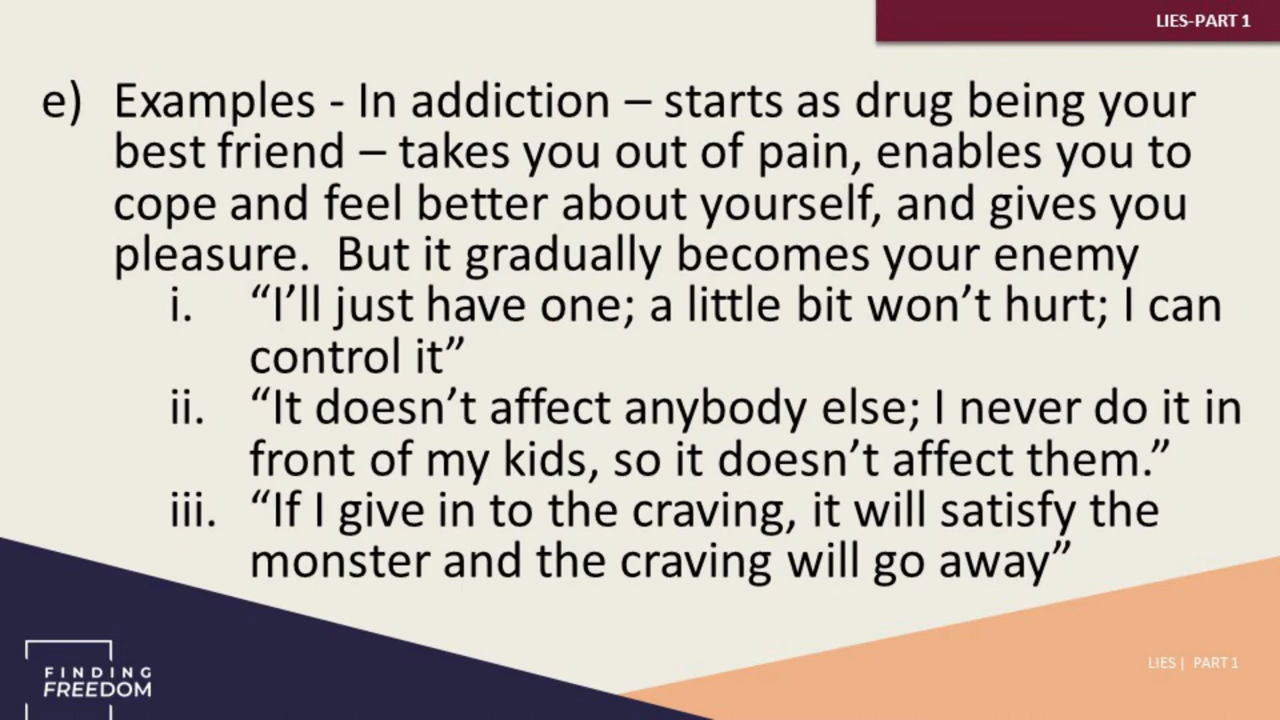 LIES-PART 1
e) Examples - In addiction – starts as drug being your
best friend – takes you out of pain, enables you to
cope and feel better about yourself, and gives you
pleasure.  But it gradually becomes your enemy
i. “I’ll just have one; a little bit won’t hurt; I can
control it”
ii. “It doesn’t affect anybody else; I never do it in
front of my kids, so it doesn’t affect them.”
iii. “If I give in to the craving, it will satisfy the
monster and the craving will go away”
FINDING
FREEDOM
LIES | PART 1